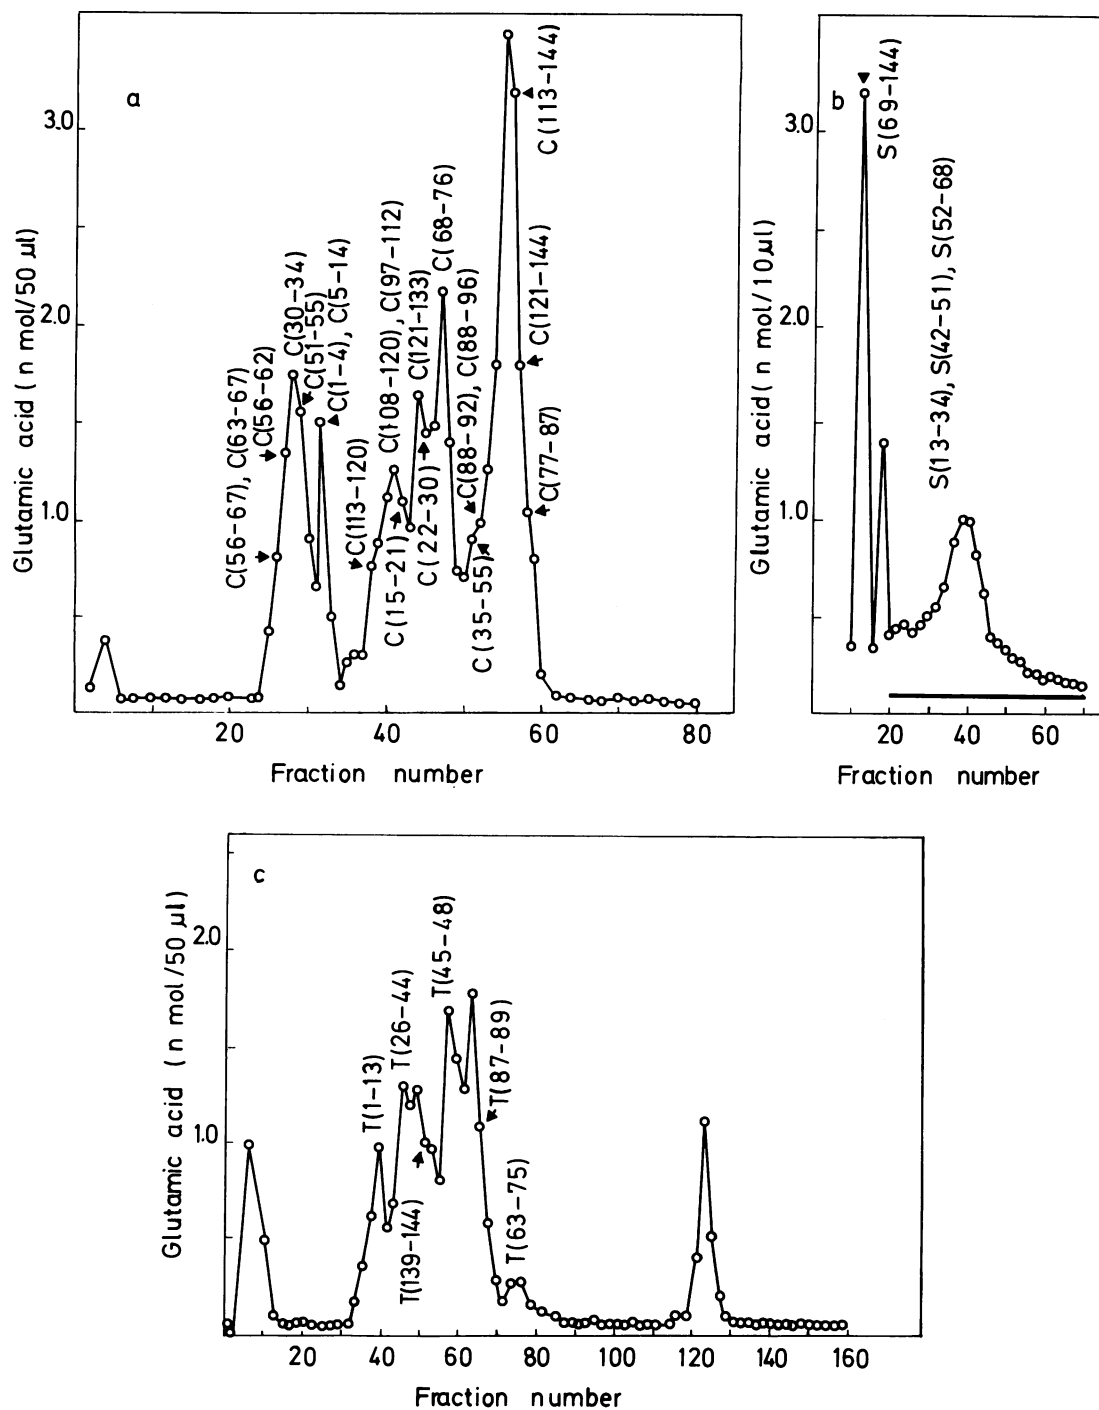 a
3.0
2.0
1.0
Glutamic acid ( n mol/50 µl)
C(56-67), C(63-67)
C(56-62)
C(30-34)
C(51-55)
C(1-4), C(5-14)
C(113-120)
C(15-21)
C(108-120), C(97-112)
C(121-133)
C(22-30)
C(68-76)
C(88-92), C(88-96)
C(35-55)
C(113-144)
C(121-144)
C(77-87)
20
40
60
80
Fraction number
b
3.0
2.0
1.0
Glutamic acid ( n mol/10µl)
S(69-144)
S(13-34), S(42-51), S(52-68)
20
40
60
Fraction number
c
2.0
1.0
Glutamic acid ( n mol/50 µl)
T(1-13)
T(26-44)
T(139-144)
T(45-48)
T(87-89)
T(63-75)
20
40
60
80
100
120
140
160
Fraction number